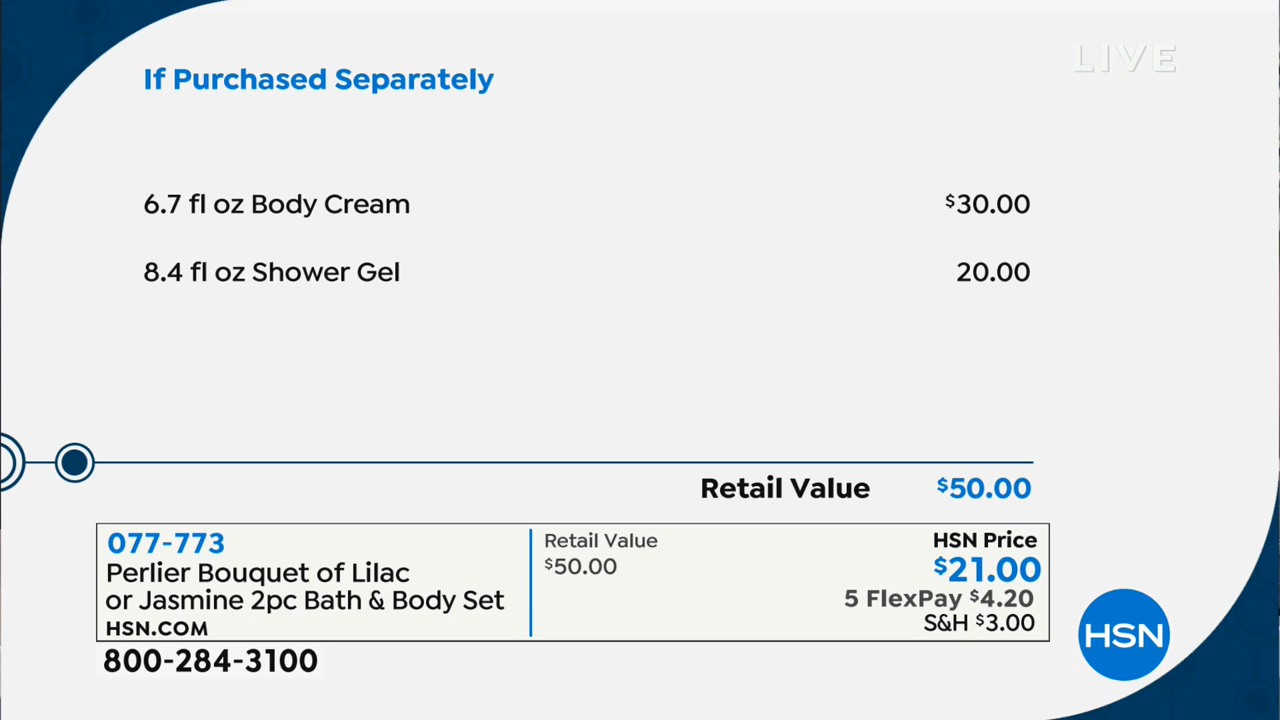 LIVE
If Purchased Separately
6.7 fl oz Body Cream $30.00
8.4 fl oz Shower Gel 20.00
Retail Value $50.00
077-773
Perlier Bouquet of Lilac
or Jasmine 2pc Bath & Body Set
HSN.COM
Retail Value
$50.00
HSN Price
$21.00
5 FlexPay $4.20
S&H $3.00
800-284-3100
HSN